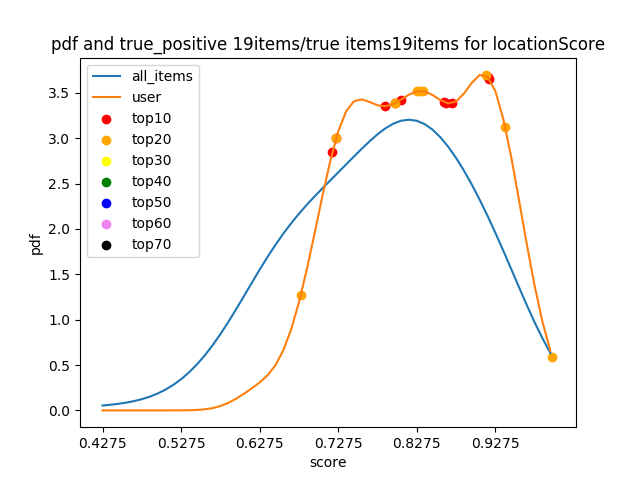 pdf and true_positive 19items/true items19items for locationScore
all_items
user
top10
top20
top30
top40
top50
top60
top70
pdf
3.5
3.0
2.5
2.0
1.5
1.0
0.5
0.0
0.4275 0.5275 0.6275 0.7275 0.8275 0.9275
score